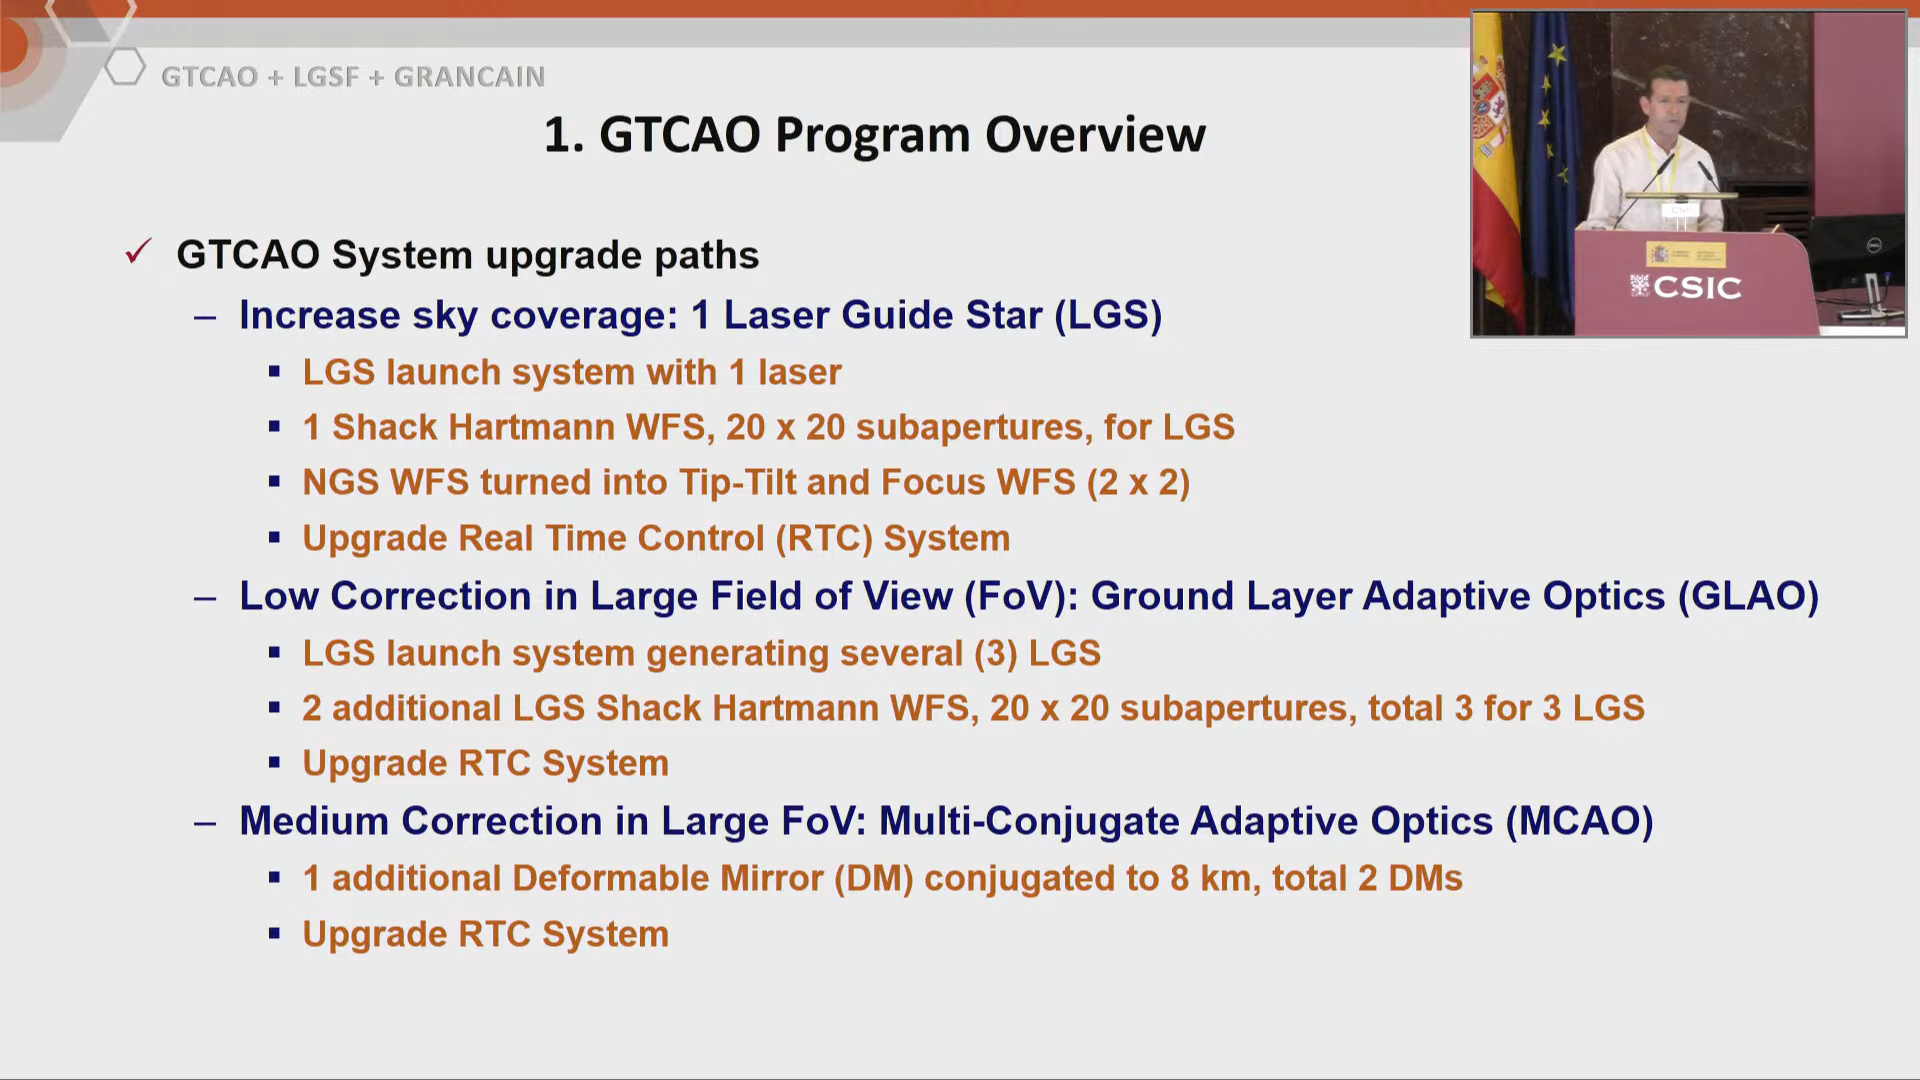 GTCAO + LGSF + GRANCAIN
1. GTCAO Program Overview
✓ GTCAO System upgrade paths
– Increase sky coverage: 1 Laser Guide Star (LGS)
▪ LGS launch system with 1 laser
▪ 1 Shack Hartmann WFS, 20 x 20 subapertures, for LGS
▪ NGS WFS turned into Tip-Tilt and Focus WFS (2 x 2)
▪ Upgrade Real Time Control (RTC) System
– Low Correction in Large Field of View (FoV): Ground Layer Adaptive Optics (GLAO)
▪ LGS launch system generating several (3) LGS
▪ 2 additional LGS Shack Hartmann WFS, 20 x 20 subapertures, total 3 for 3 LGS
▪ Upgrade RTC System
– Medium Correction in Large FoV: Multi-Conjugate Adaptive Optics (MCAO)
▪ 1 additional Deformable Mirror (DM) conjugated to 8 km, total 2 DMs
▪ Upgrade RTC System
CSIC